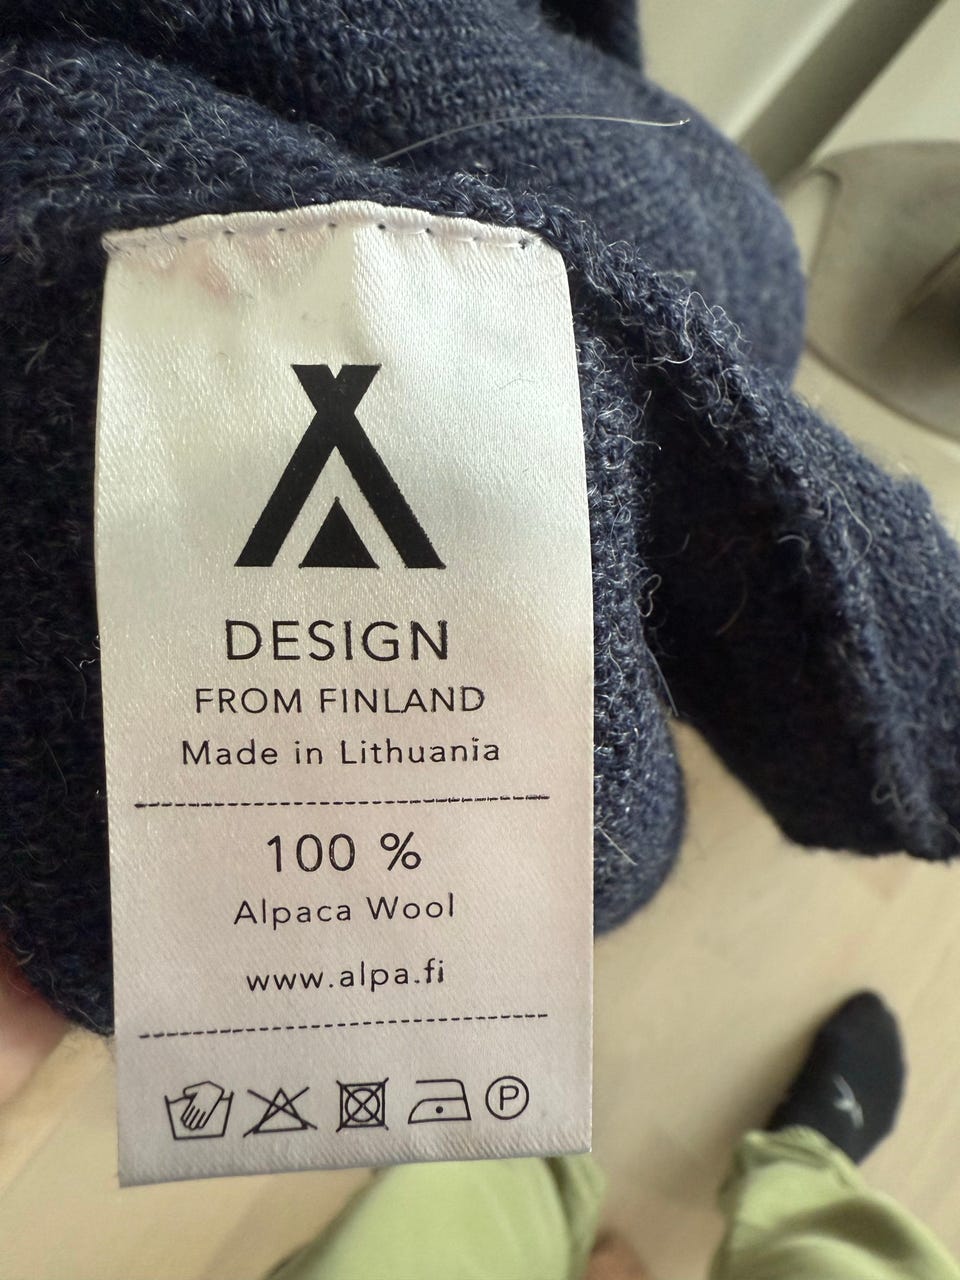 DESIGN
FROM FINLAND
Made in Lithuania
100 %
Alpaca Wool
www.alpa.fi
P